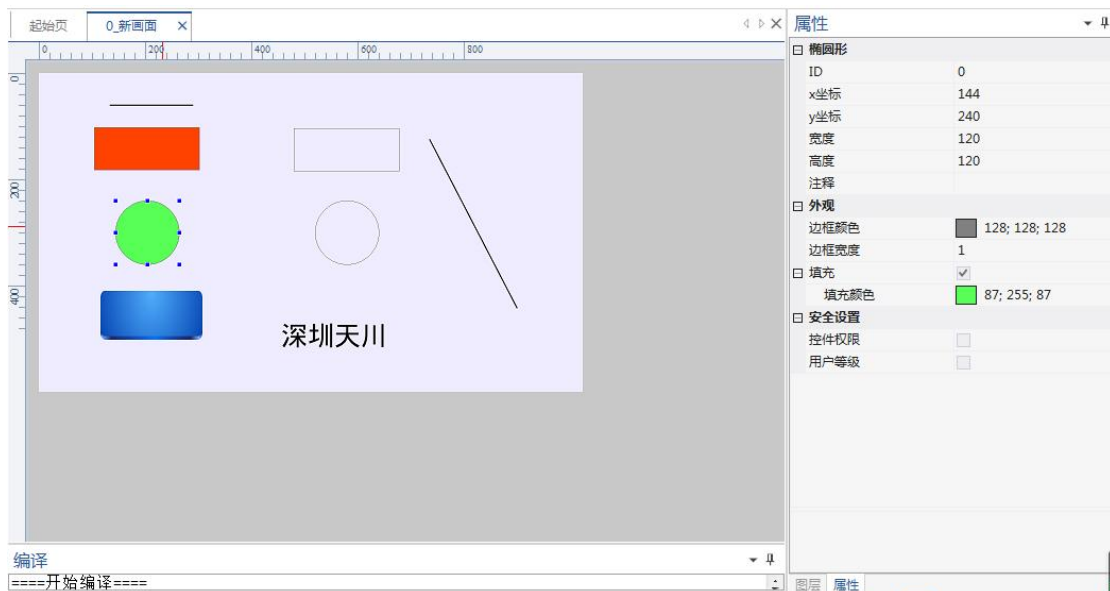 起始页
0_新画面
属性
0 200 400 600 800
椭圆形
ID 0
x坐标 144
y坐标 240
宽度 120
高度 120
注释
外观
边框颜色 128; 128; 128
边框宽度 1
填充
填充颜色 87; 255; 87
安全设置
控件权限
用户等级
0
200
400
深圳天川
编译
====开始编译====
图层 属性